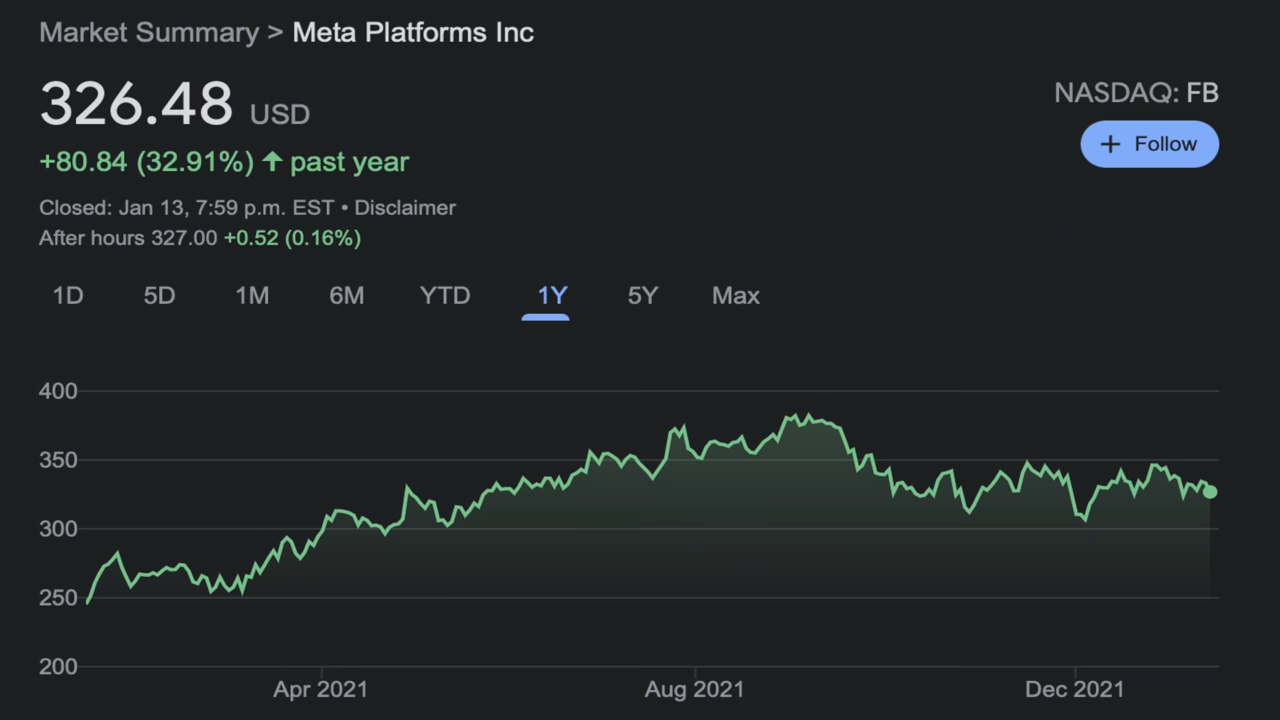 Market Summary > Meta Platforms Inc
326.48 USD
NASDAQ: FB
+ Follow
+80.84 (32.91%) ↑ past year
Closed: Jan 13, 7:59 p.m. EST • Disclaimer
After hours 327.00 +0.52 (0.16%)
1D 5D 1M 6M YTD 1Y 5Y Max
400
350
300
250
200
Apr 2021 Aug 2021 Dec 2021